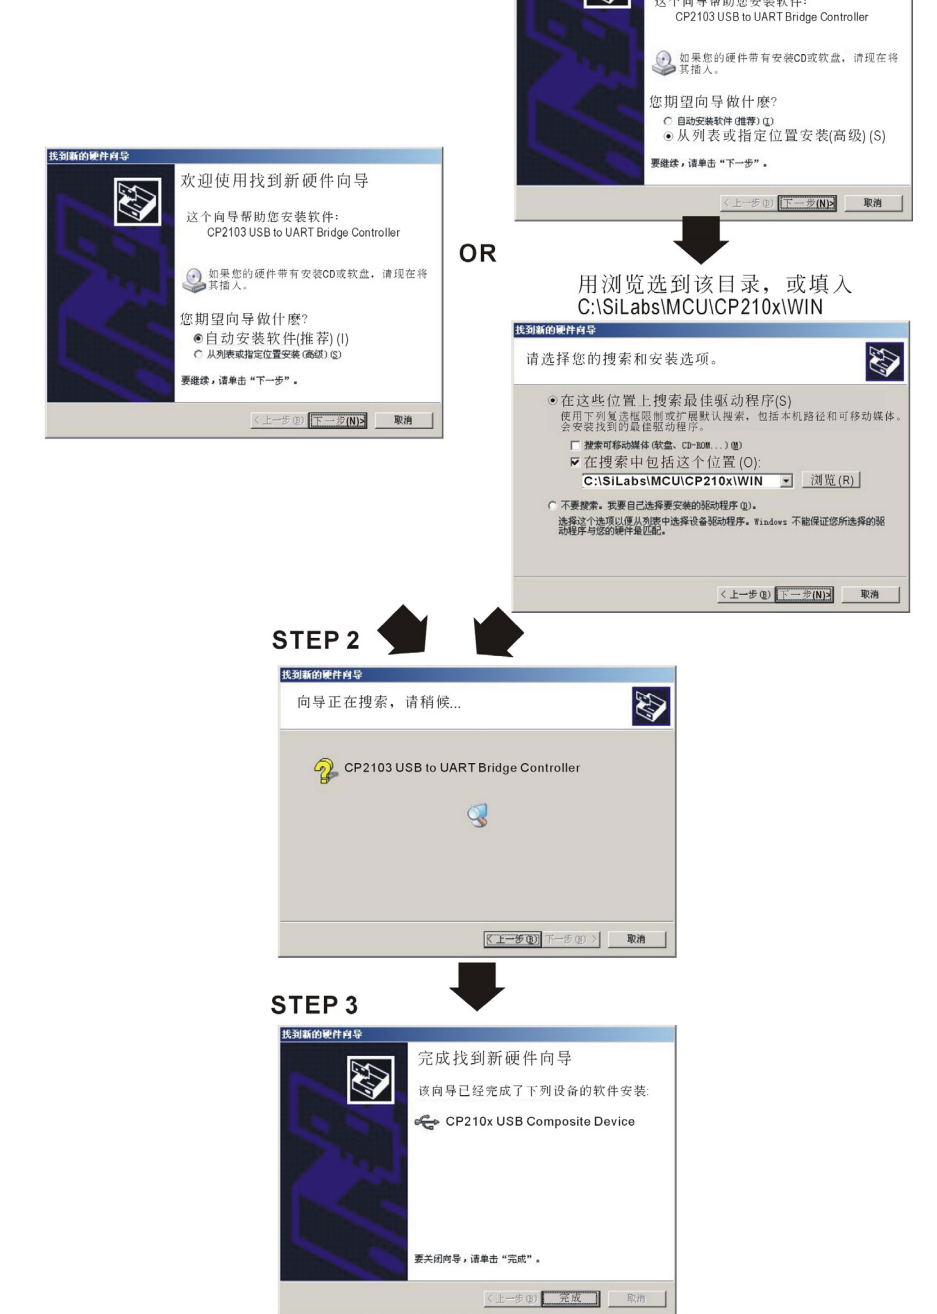 这个向导帮助您安装软件:
CP2103 USB to UART Bridge Controller
如果您的硬件带有安装CD或软盘，请现在将
其插人。
您期望向导做什麽?
自动安装软件(推荐)(I)
从列表或指定位置安装(高级)(S)
要继续，请单击“下一步”。
<上一步(B) 下一步(N)> 取消
找到新的硬件向导
欢迎使用找到新硬件向导
这个向导帮助您安装软件:
CP2103 USB to UART Bridge Controller
如果您的硬件带有安装CD或软盘，请现在将
其插人。
您期望向导做什麽?
自动安装软件(推荐)(I)
从列表或指定位置安装(高级)(S)
要继续，请单击“下一步”。
<上一步(B) 下一步(N)> 取消
OR
用浏览选到该目录，或填入
C:\SiLabs\MCU\CP210x\WIN
找到新的硬件向导
请选择您的搜索和安装选项。
在这些位置上搜索最佳驱动程序(S)
使用下列复选框限制或扩展默认搜索，包括本机路径和可移动媒体。
会安装找到的最佳驱动程序。
搜索可移动媒体(软盘、CD-ROM...)(M)
在搜索中包括这个位置(O):
C:\SiLabs\MCU\CP210x\WIN 浏览(R)
不要搜索。我要自己选择要安装的驱动程序(D)。
选择这个选项以便从列表中选择设备驱动程序。Windows 不能保证您所选择的驱
动程序与您的硬件最匹配。
<上一步(B) 下一步(N)> 取消
STEP 2
找到新的硬件向导
向导正在搜索，请稍候...
CP2103 USB to UART Bridge Controller
<上一步(B) 下一步(N)> 取消
STEP 3
找到新的硬件向导
完成找到新硬件向导
该向导已经完成了下列设备的软件安装:
CP210x USB Composite Device
要关闭向导，请单击“完成”。
<上一步(B) 完成 取消